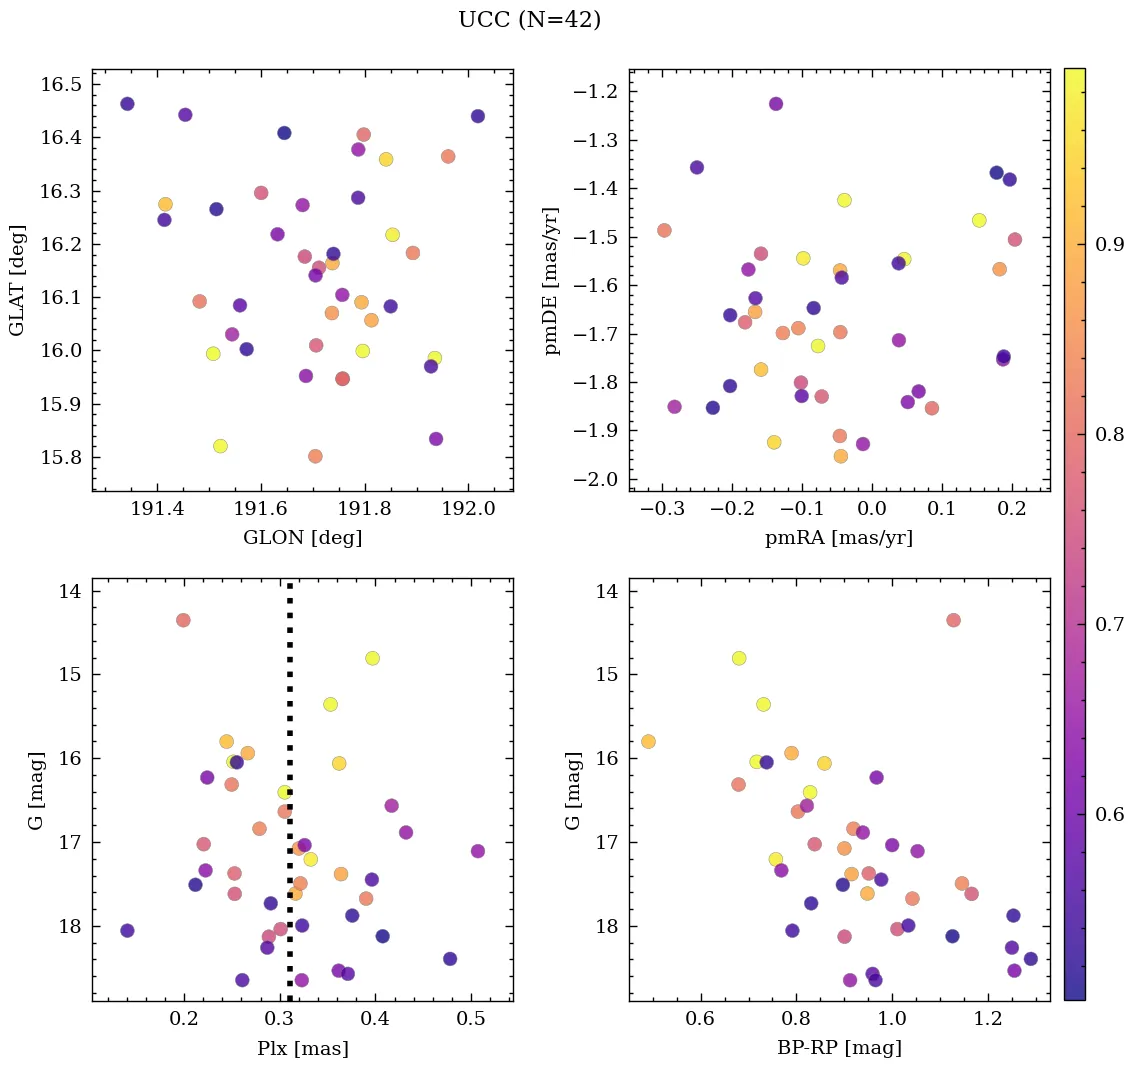 UCC (N=42)
16.5
16.4
16.3
16.2
16.1
16.0
15.9
15.8
GLAT [deg]
191.4 191.6 191.8 192.0
GLON [deg]
−1.2
−1.3
−1.4
−1.5
−1.6
−1.7
−1.8
−1.9
−2.0
pmDE [mas/yr]
−0.3 −0.2 −0.1 0.0 0.1 0.2
pmRA [mas/yr]
14
15
16
17
18
G [mag]
0.2 0.3 0.4 0.5
Plx [mas]
14
15
16
17
18
G [mag]
0.6 0.8 1.0 1.2
BP-RP [mag]
0.9
0.8
0.7
0.6